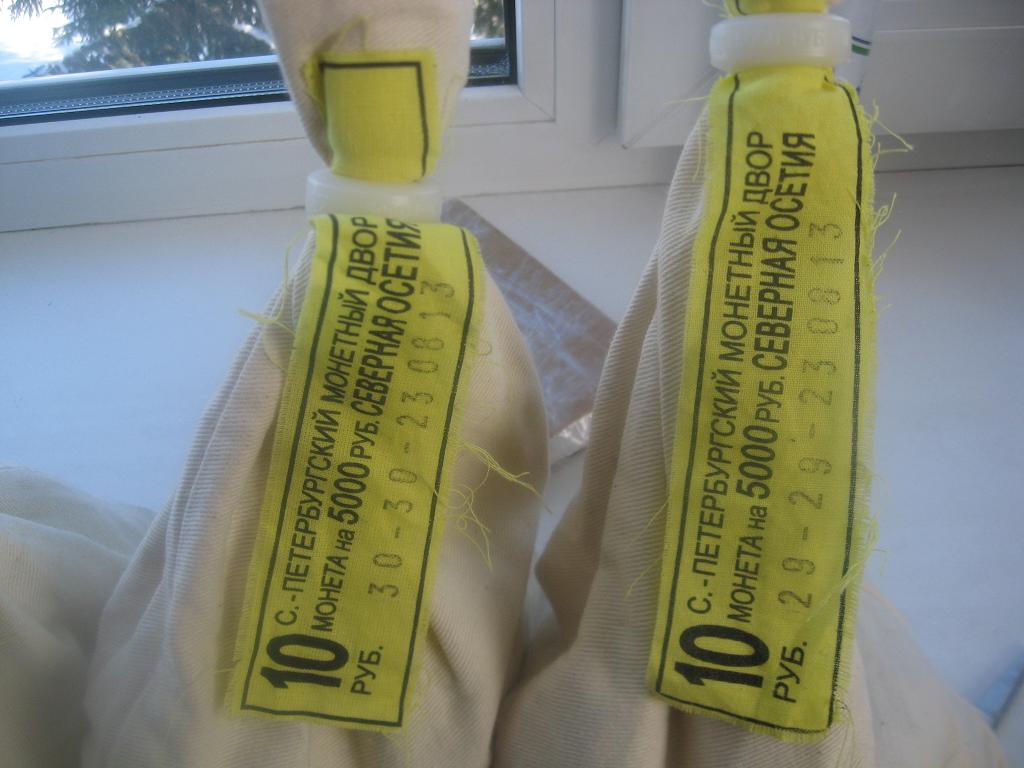 С.-ПЕТЕРБУРГСКИЙ МОНЕТНЫЙ ДВОР
10 МОНЕТА на 5000 РУБ. СЕВЕРНАЯ ОСЕТИЯ
РУБ. 30-30-230813
С.-ПЕТЕРБУРГСКИЙ МОНЕТНЫЙ ДВОР
10 МОНЕТА на 5000 РУБ. СЕВЕРНАЯ ОСЕТИЯ
РУБ. 29-29-230813